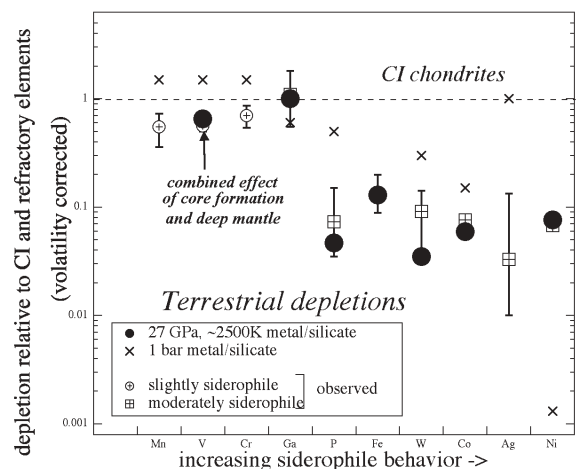 depletion relative to CI and refractory elements
(volatility corrected)
1
0.1
0.01
0.001
CI chondrites
combined effect
of core formation
and deep mantle
Terrestrial depletions
27 GPa, ~2500K metal/silicate
1 bar metal/silicate
slightly siderophile
moderately siderophile
observed
Mn V Cr Ga P Fe W Co Ag Ni
increasing siderophile behavior ->